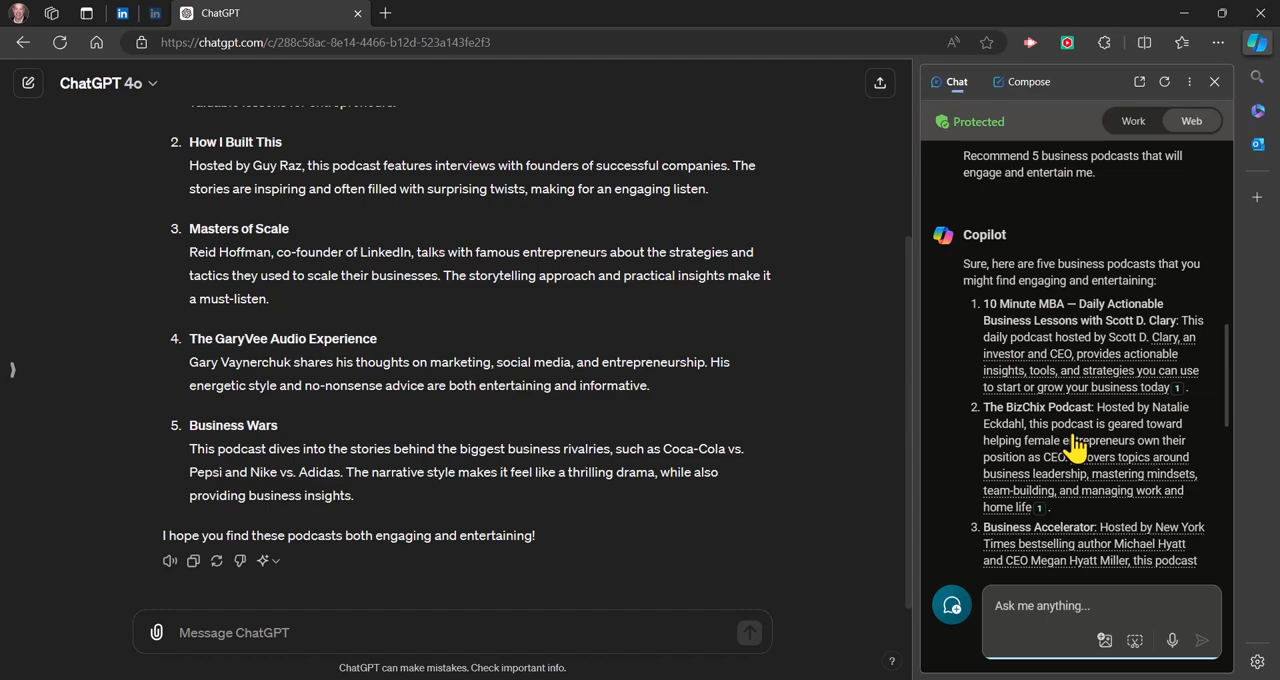 ChatGPT
https://chatgpt.com/c/288c58ac-8e14-4466-b12d-523a143fe2f3
ChatGPT 4o
valuable lessons for entrepreneurs.
2. How I Built This
Hosted by Guy Raz, this podcast features interviews with founders of successful companies. The
stories are inspiring and often filled with surprising twists, making for an engaging listen.
3. Masters of Scale
Reid Hoffman, co-founder of LinkedIn, talks with famous entrepreneurs about the strategies and
tactics they used to scale their businesses. The storytelling approach and practical insights make it
a must-listen.
4. The GaryVee Audio Experience
Gary Vaynerchuk shares his thoughts on marketing, social media, and entrepreneurship. His
energetic style and no-nonsense advice are both entertaining and informative.
5. Business Wars
This podcast dives into the stories behind the biggest business rivalries, such as Coca-Cola vs.
Pepsi and Nike vs. Adidas. The narrative style makes it feel like a thrilling drama, while also
providing business insights.
I hope you find these podcasts both engaging and entertaining!
Message ChatGPT
ChatGPT can make mistakes. Check important info.
?
Chat Compose
Protected
Work Web
Recommend 5 business podcasts that will
engage and entertain me.
Copilot
Sure, here are five business podcasts that you
might find engaging and entertaining:
1. 10 Minute MBA — Daily Actionable
Business Lessons with Scott D. Clary: This
daily podcast hosted by Scott D. Clary, an
investor and CEO, provides actionable
insights, tools, and strategies you can use
to start or grow your business today 1 .
2. The BizChix Podcast: Hosted by Natalie
Eckdahl, this podcast is geared toward
helping female entrepreneurs own their
position as CEO. covers topics around
business leadership, mastering mindsets,
team-building, and managing work and
home life 1 .
3. Business Accelerator: Hosted by New York
Times bestselling author Michael Hyatt
and CEO Megan Hyatt Miller, this podcast
Ask me anything...